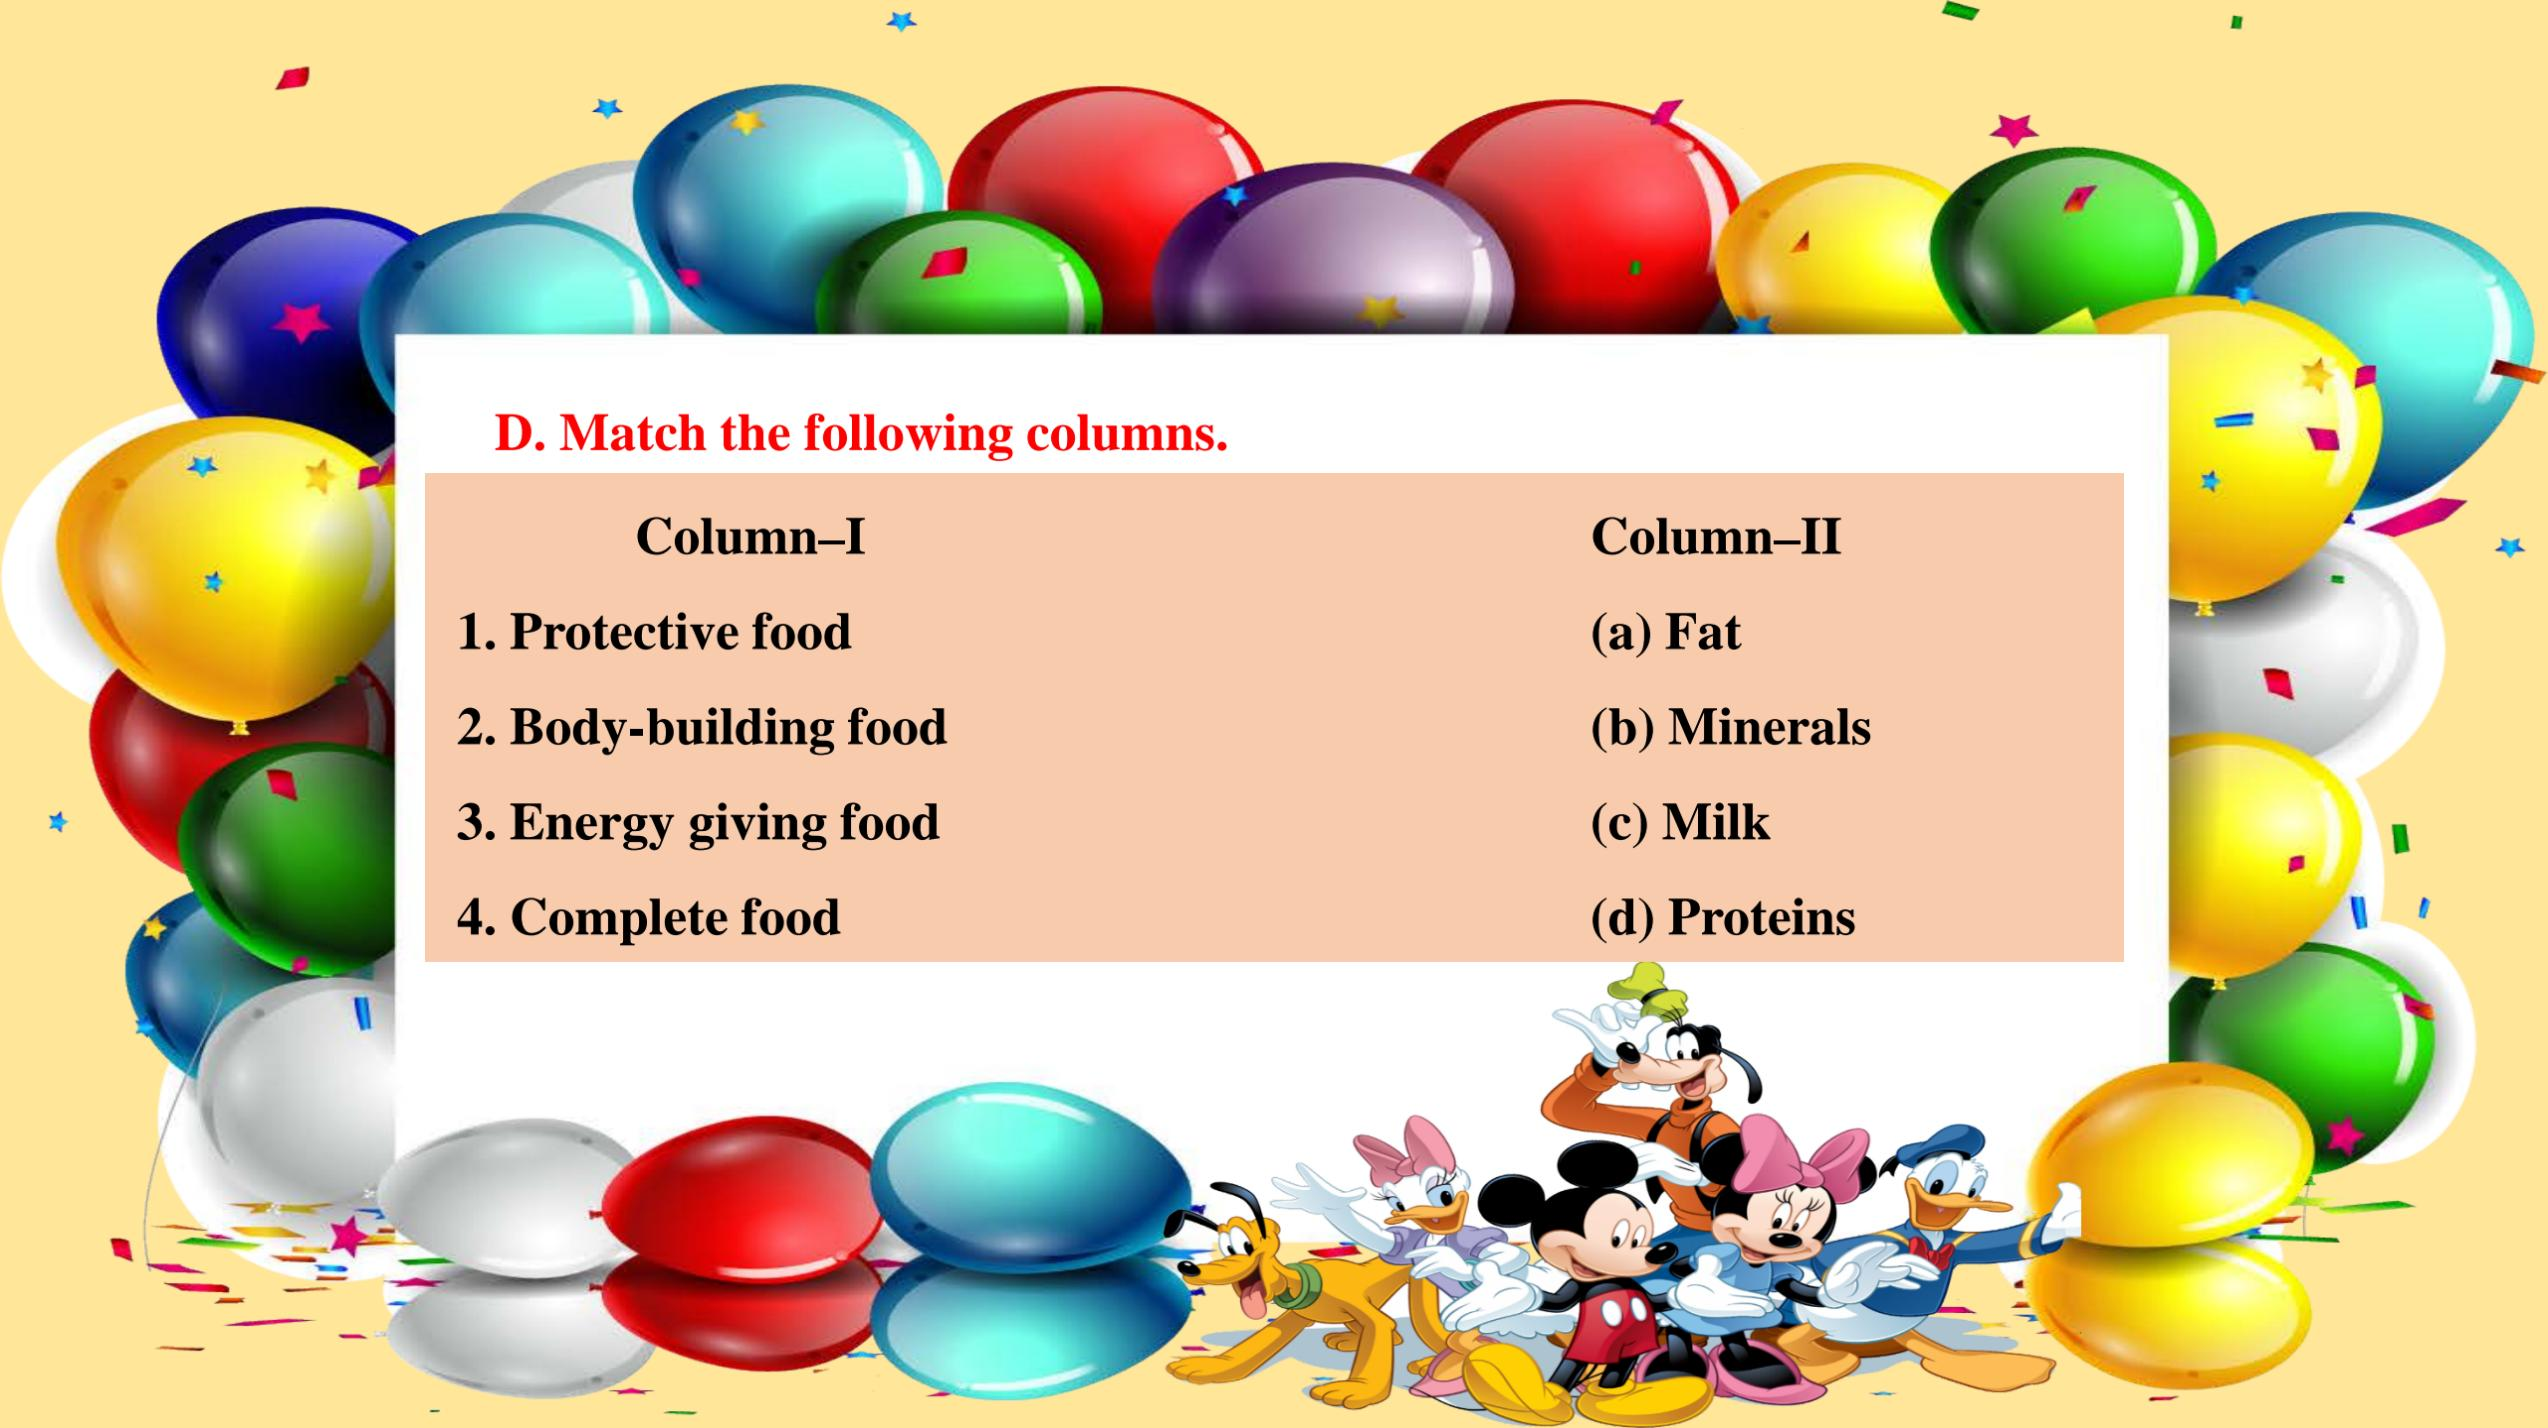 D. Match the following columns.
Column–I Column–II
1. Protective food (a) Fat
2. Body-building food (b) Minerals
3. Energy giving food (c) Milk
4. Complete food (d) Proteins